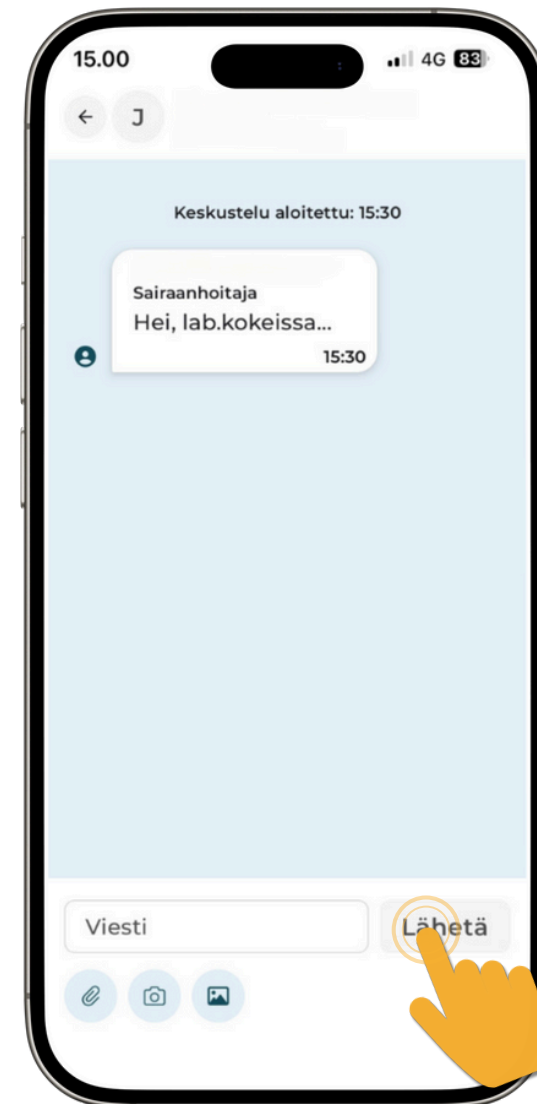 15.00 4G 83
J
Keskustelu aloitettu: 15:30
Sairaanhoitaja
Hei, lab.kokeissa...
15:30
Viesti Lähetä